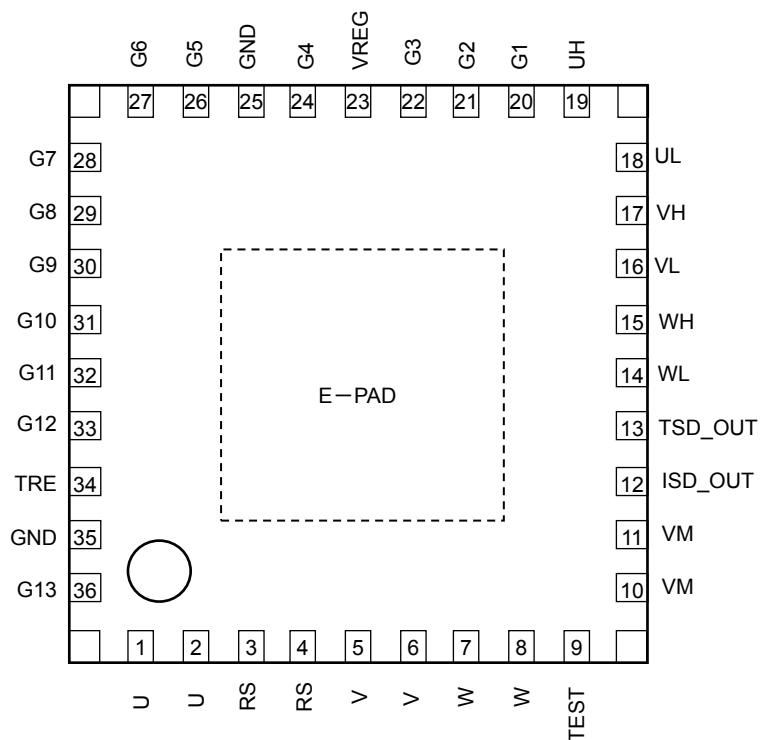 G6 G5 GND G4 VREG G3 G2 G1 UH
27 26 25 24 23 22 21 20 19
G7 28 18 UL
G8 29 17 VH
G9 30 16 VL
G10 31 15 WH
G11 32 14 WL
E－PAD
G12 33 13 TSD_OUT
TRE 34 12 ISD_OUT
GND 35 11 VM
G13 36 10 VM
1 2 3 4 5 6 7 8 9
U U RS RS V V W W TEST